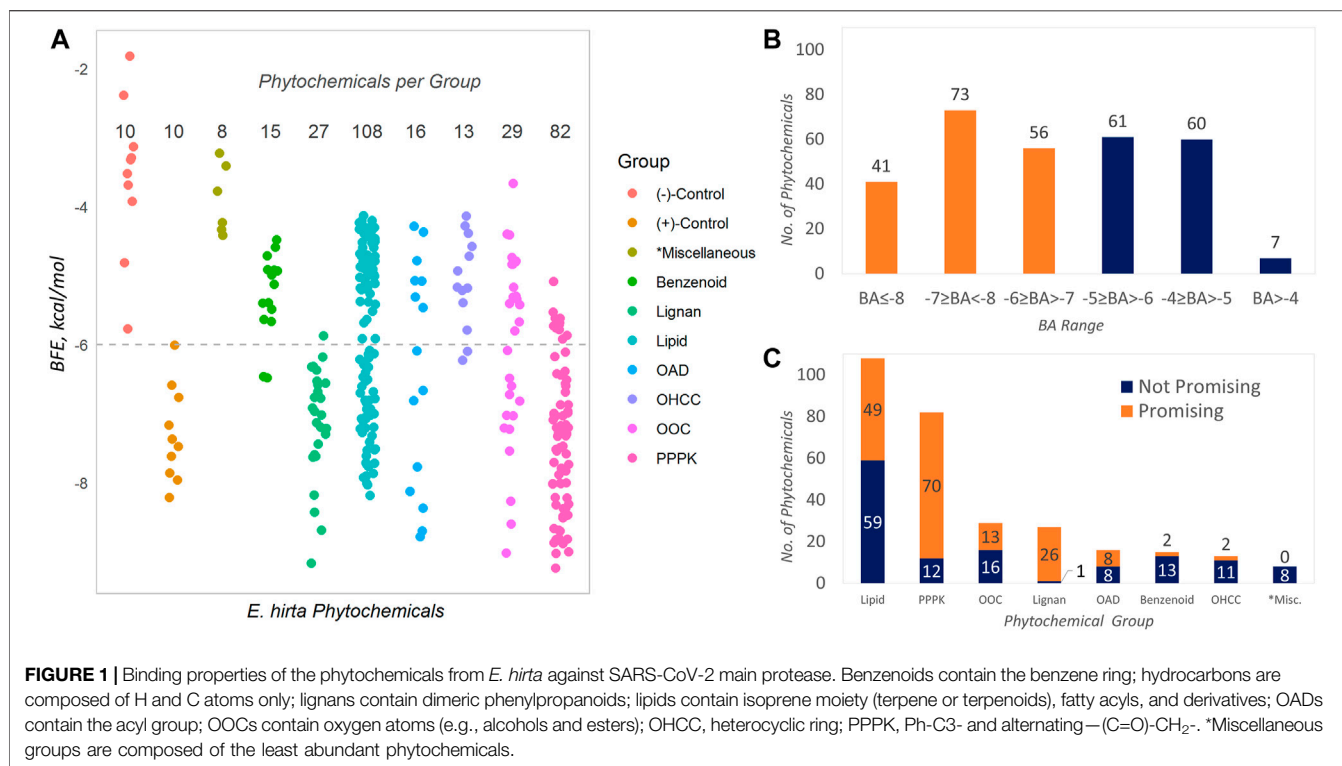 A
Phytochemicals per Group
10 10 8 15 27 108 16 13 29 82
BFE, kcal/mol
-2
-4
-6
-8
E. hirta Phytochemicals
Group
(-)-Control
(+)-Control
*Miscellaneous
Benzenoid
Lignan
Lipid
OAD
OHCC
OOC
PPPK
B
No. of Phytochemicals
100
80
60
40
20
0
41 73 56 61 60 7
BA≤-8 -7≥BA<-8 -6≥BA>-7 -5≥BA>-6 -4≥BA>-5 BA>-4
BA Range
C
No. of Phytochemicals
100
80
60
40
20
0
Not Promising
Promising
49 70 13 26 8 2 2 0
59 12 16 1 8 13 11 8
Lipid PPPK OOC Lignan OAD Benzenoid OHCC *Misc.
Phytochemical Group
FIGURE 1 | Binding properties of the phytochemicals from E. hirta against SARS-CoV-2 main protease. Benzenoids contain the benzene ring; hydrocarbons are
composed of H and C atoms only; lignans contain dimeric phenylpropanoids; lipids contain isoprene moiety (terpene or terpenoids), fatty acyls, and derivatives; OADs
contain the acyl group; OOCs contain oxygen atoms (e.g., alcohols and esters); OHCC, heterocyclic ring; PPPK, Ph-C3- and alternating—(C=O)-CH₂-. *Miscellaneous
groups are composed of the least abundant phytochemicals.